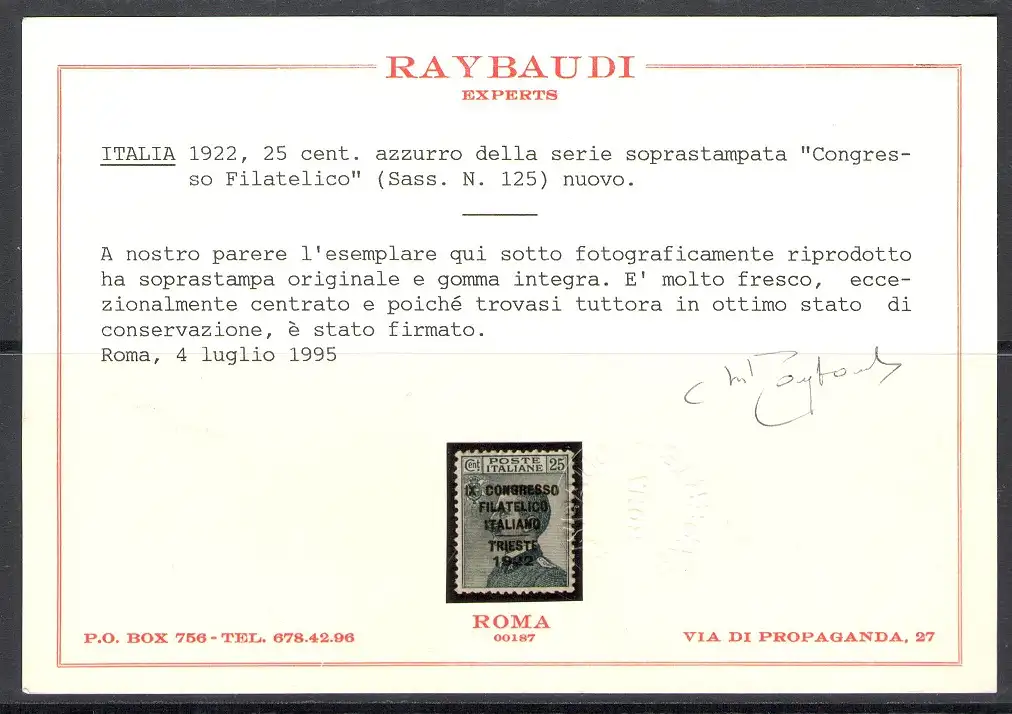 RAYBAUDI
EXPERTS
ITALIA 1922, 25 cent. azzurro della serie soprastampata "Congres-
so Filatelico" (Sass. N. 125) nuovo.
A nostro parere l'esemplare qui sotto fotograficamente riprodotto
ha soprastampa originale e gomma integra. E' molto fresco, ecce-
zionalmente centrato e poiché trovasi tuttora in ottimo stato di
conservazione, è stato firmato.
Roma, 4 luglio 1995
Cent. POSTE ITALIANE 25
IX CONGRESSO
FILATELICO
ITALIANO
TRIESTE
1922
ROMA
00187
P.O. BOX 756 - TEL. 678.42.96
VIA DI PROPAGANDA, 27